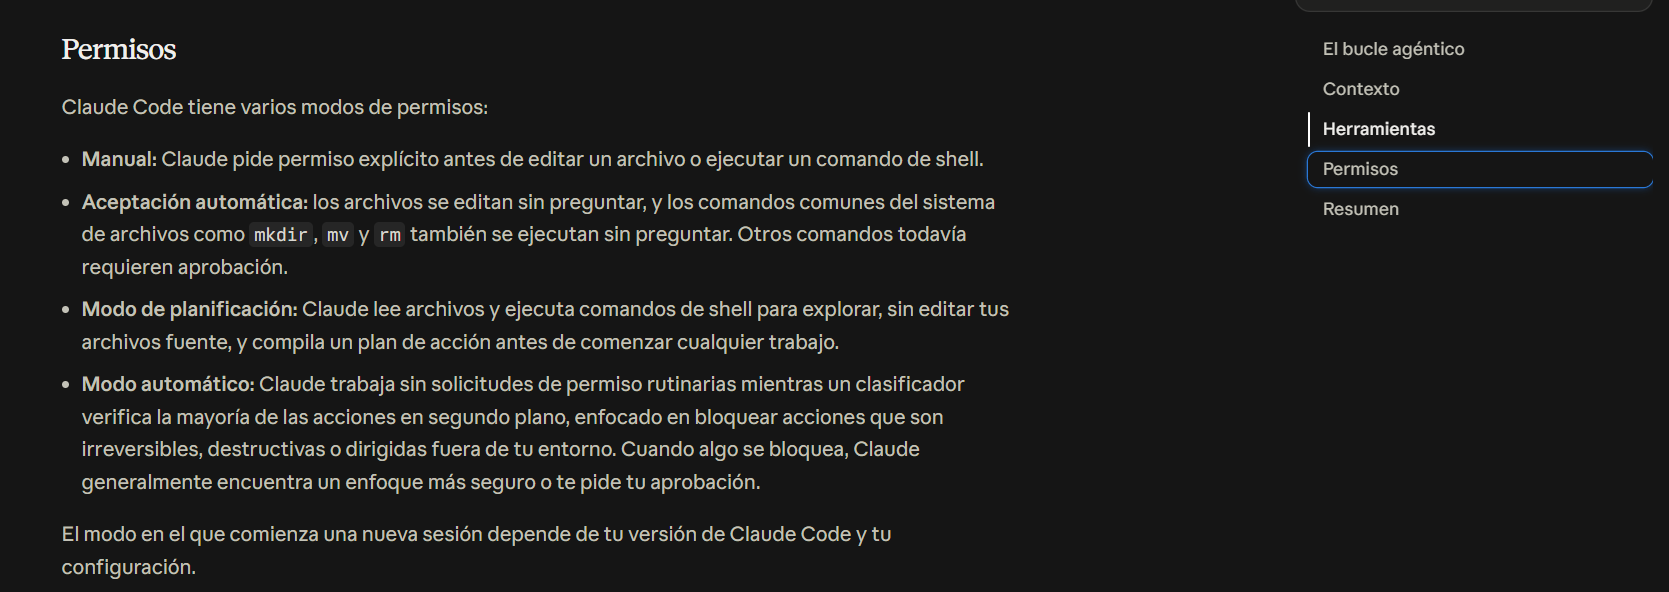 Permisos
Claude Code tiene varios modos de permisos:
• Manual: Claude pide permiso explícito antes de editar un archivo o ejecutar un comando de shell.
• Aceptación automática: los archivos se editan sin preguntar, y los comandos comunes del sistema
de archivos como mkdir, mv y rm también se ejecutan sin preguntar. Otros comandos todavía
requieren aprobación.
• Modo de planificación: Claude lee archivos y ejecuta comandos de shell para explorar, sin editar tus
archivos fuente, y compila un plan de acción antes de comenzar cualquier trabajo.
• Modo automático: Claude trabaja sin solicitudes de permiso rutinarias mientras un clasificador
verifica la mayoría de las acciones en segundo plano, enfocado en bloquear acciones que son
irreversibles, destructivas o dirigidas fuera de tu entorno. Cuando algo se bloquea, Claude
generalmente encuentra un enfoque más seguro o te pide tu aprobación.
El modo en el que comienza una nueva sesión depende de tu versión de Claude Code y tu
configuración.
El bucle agéntico
Contexto
Herramientas
Permisos
Resumen